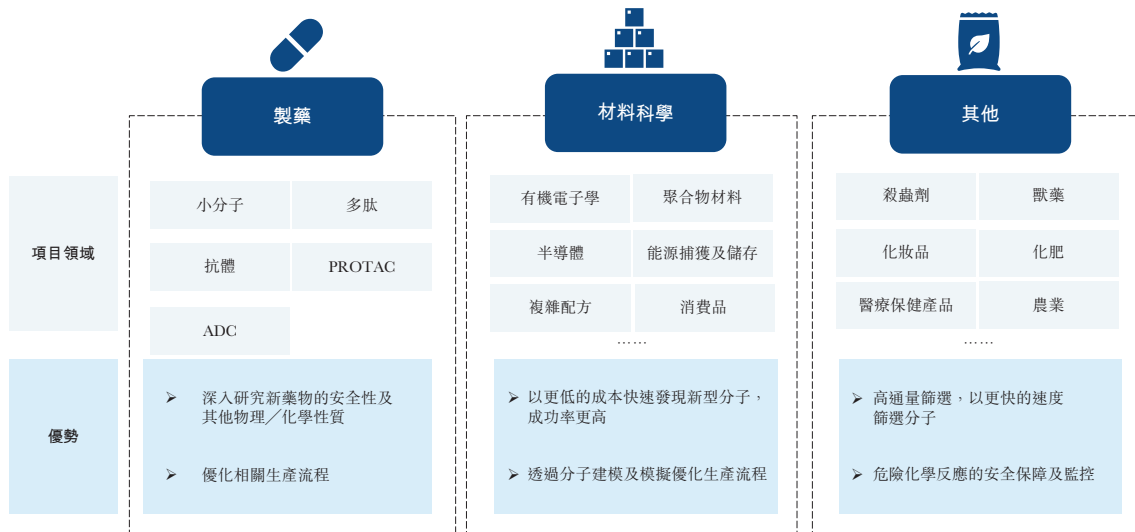 製藥
材料科學
其他
項目領域
小分子
多肽
抗體
PROTAC
ADC
有機電子學
聚合物材料
半導體
能源捕獲及儲存
複雜配方
消費品
……
殺蟲劑
獸藥
化妝品
化肥
醫療保健產品
農業
……
優勢
➤ 深入研究新藥物的安全性及
其他物理╱化學性質
➤ 優化相關生產流程
➤ 以更低的成本快速發現新型分子，
成功率更高
➤ 透過分子建模及模擬優化生產流程
➤ 高通量篩選，以更快的速度
篩選分子
➤ 危險化學反應的安全保障及監控